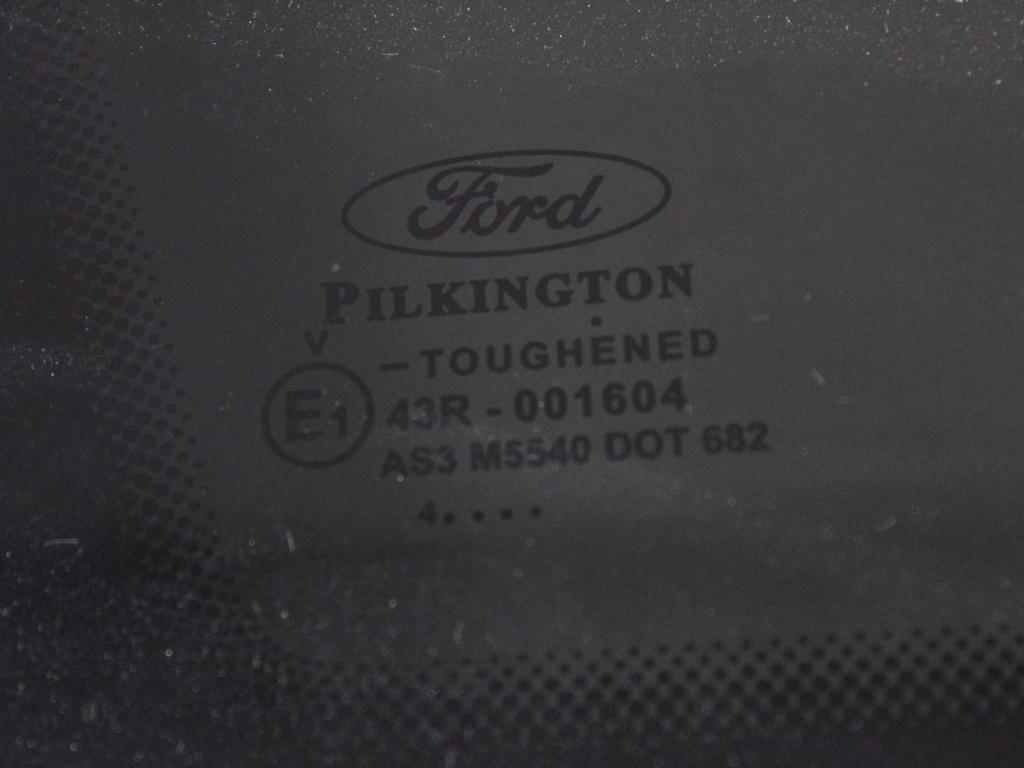 Ford
PILKINGTON
V
–TOUGHENED
E1 43R - 001604
AS3 M5540 DOT 682
4....